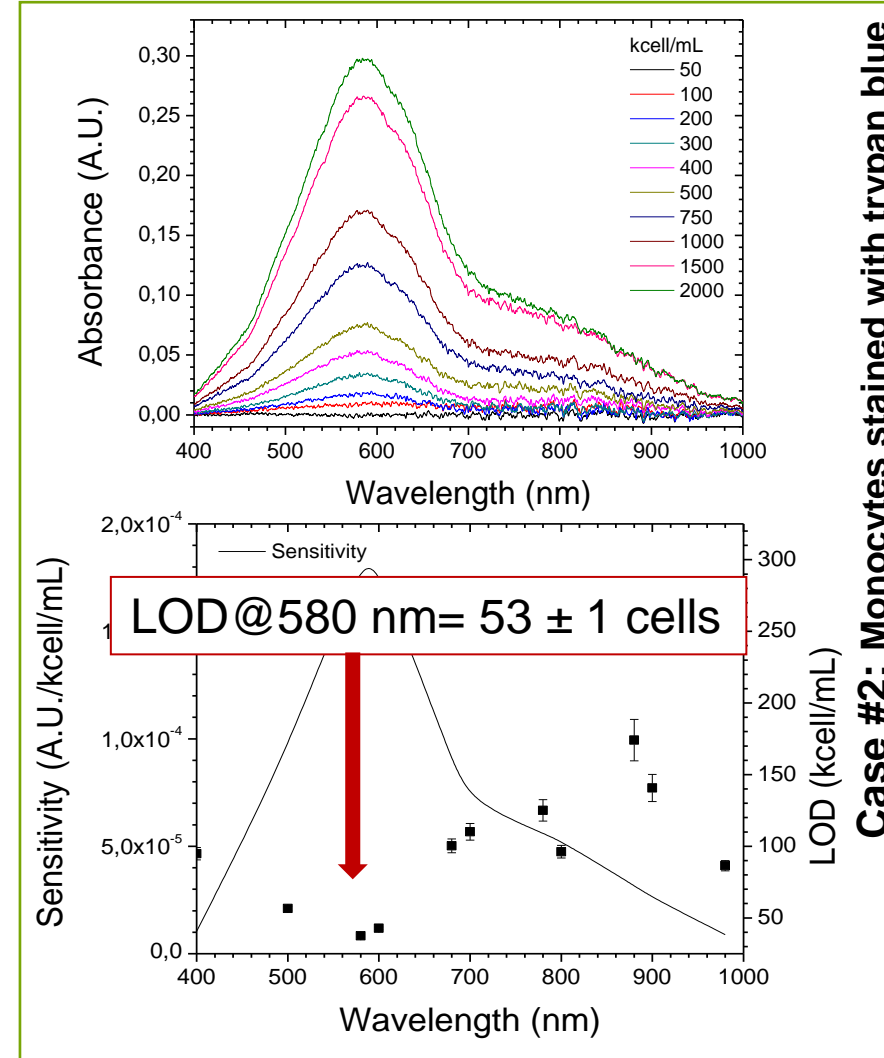 0,30
0,25
0,20
0,15
0,10
0,05
0,00
Absorbance (A.U.)
kcell/mL
50
100
200
300
400
500
750
1000
1500
2000
400 500 600 700 800 900 1000
Wavelength (nm)
2,0x10⁻⁴
1,0x10⁻⁴
5,0x10⁻⁵
0,0
Sensitivity (A.U./kcell/mL)
Sensitivity
LOD@580 nm= 53 ± 1 cells
300
250
200
150
100
50
LOD (kcell/mL)
400 500 600 700 800 900 1000
Wavelength (nm)
Case #2: Monocytes stained with trypan blue